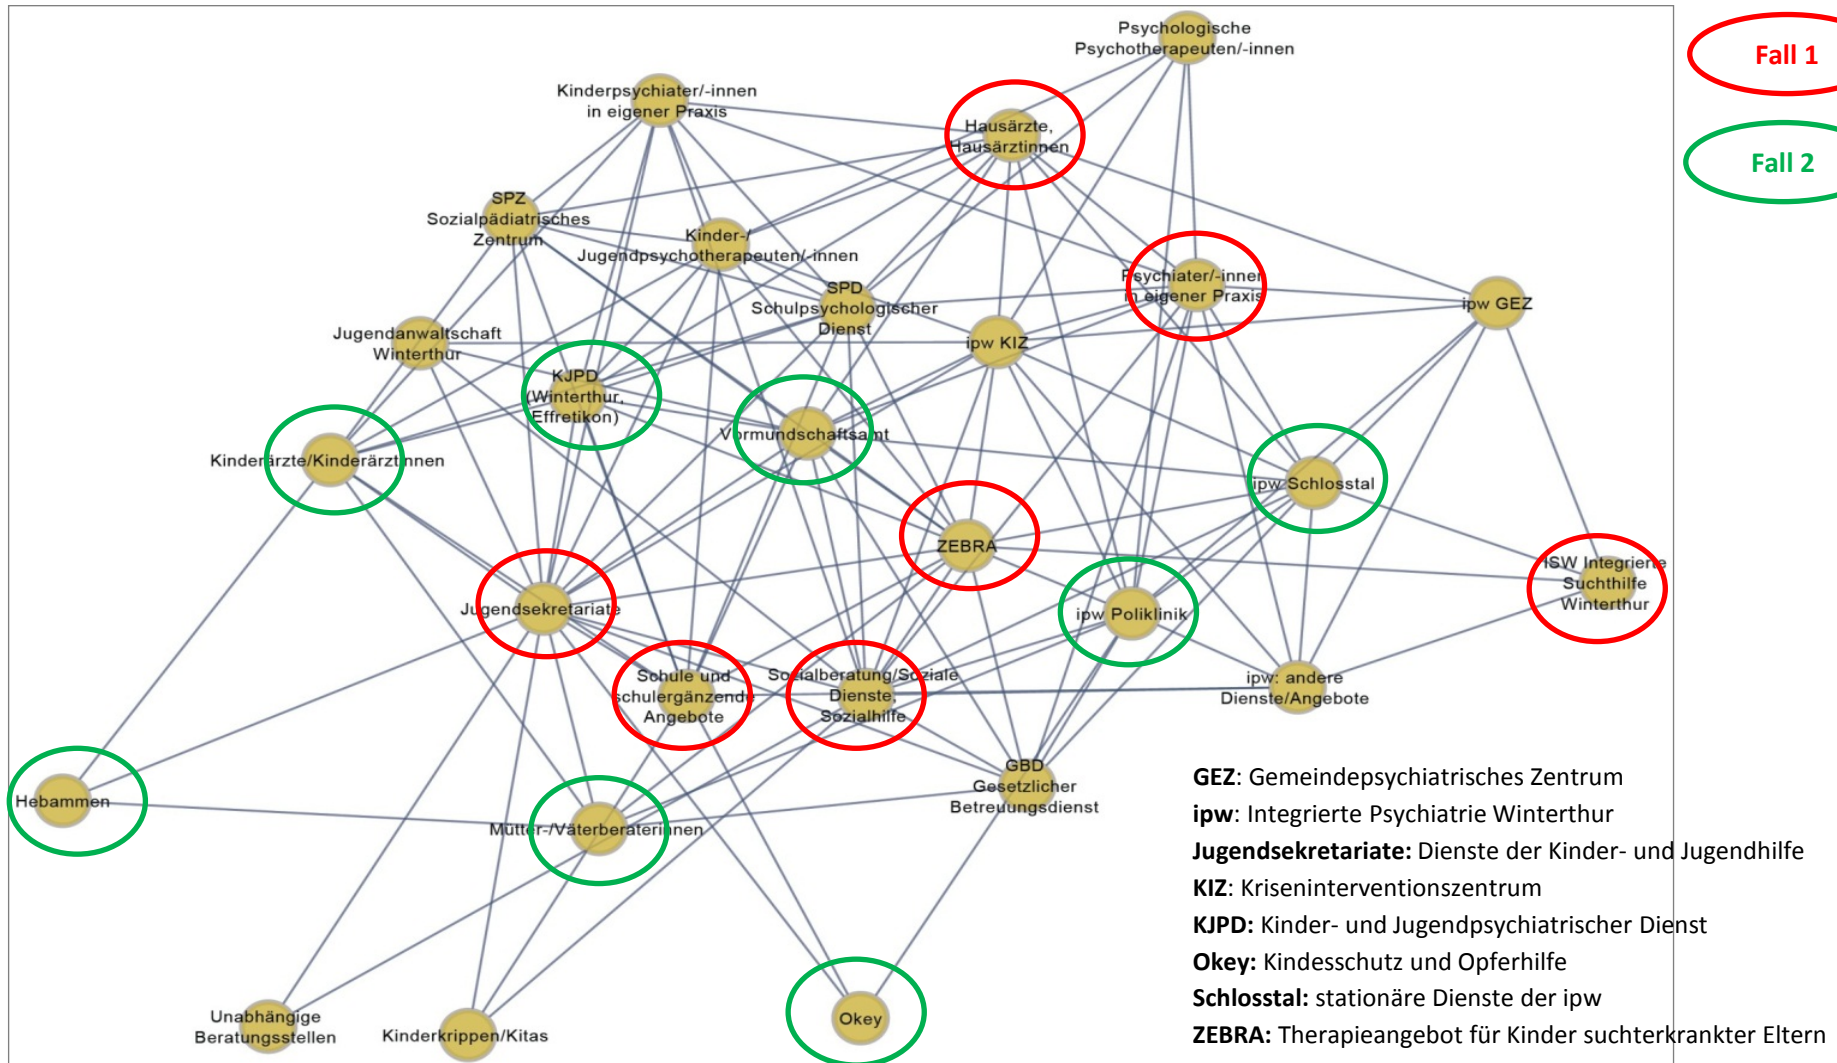 Psychologische
Psychotherapeuten/-innen
Fall 1
Kinderpsychiater/-innen
in eigener Praxis
Hausärzte,
Hausärztinnen
Fall 2
SPZ
Sozialpädiatrisches
Zentrum
Kinder-/
Jugendpsychotherapeuten/-innen
Psychiater/-innen
in eigener Praxis
SPD
Schulpsychologischer
Dienst
ipw GEZ
Jugendanwaltschaft
Winterthur
ipw KIZ
KJPD
(Winterthur,
Effretikon)
Vormundschaftsamt
Kinderärzte/Kinderärztinnen
ipw Schlosstal
ZEBRA
ISW Integrierte
Suchthilfe
Winterthur
Jugendsekretariate
ipw Poliklinik
Schule und
schulergänzende
Angebote
Sozialberatung/Soziale
Dienste,
Sozialhilfe
ipw: andere
Dienste/Angebote
GBD
Gesetzlicher
Betreuungsdienst
Hebammen
Mütter-/Väterberaterinnen
Unabhängige
Beratungsstellen
Kinderkrippen/Kitas
Okey
GEZ: Gemeindepsychiatrisches Zentrum
ipw: Integrierte Psychiatrie Winterthur
Jugendsekretariate: Dienste der Kinder- und Jugendhilfe
KIZ: Kriseninterventionszentrum
KJPD: Kinder- und Jugendpsychiatrischer Dienst
Okey: Kindesschutz und Opferhilfe
Schlosstal: stationäre Dienste der ipw
ZEBRA: Therapieangebot für Kinder suchterkrankter Eltern